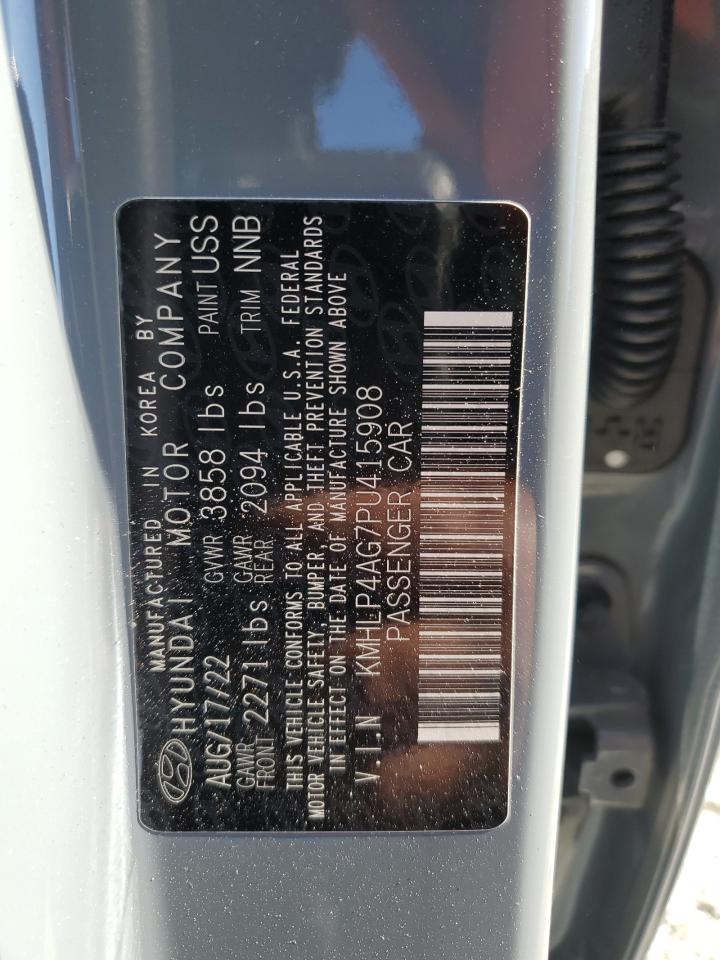 MANUFACTURED IN KOREA BY
HYUNDAI MOTOR COMPANY
AUG/17/22 GVWR 3858 lbs PAINT USS
GAWR FRONT 2271 lbs GAWR REAR 2094 lbs TRIM NNB
THIS VEHICLE CONFORMS TO ALL APPLICABLE U.S.A. FEDERAL
MOTOR VEHICLE SAFETY, BUMPER, AND THEFT PREVENTION STANDARDS
IN EFFECT ON THE DATE OF MANUFACTURE SHOWN ABOVE
V.I.N KMHLP4AG7PU415908
PASSENGER CAR